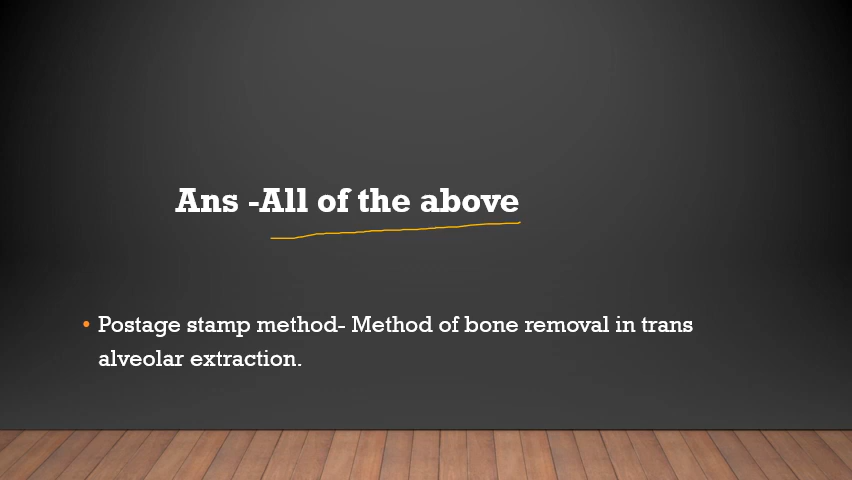 Ans -All of the above
• Postage stamp method- Method of bone removal in trans
alveolar extraction.